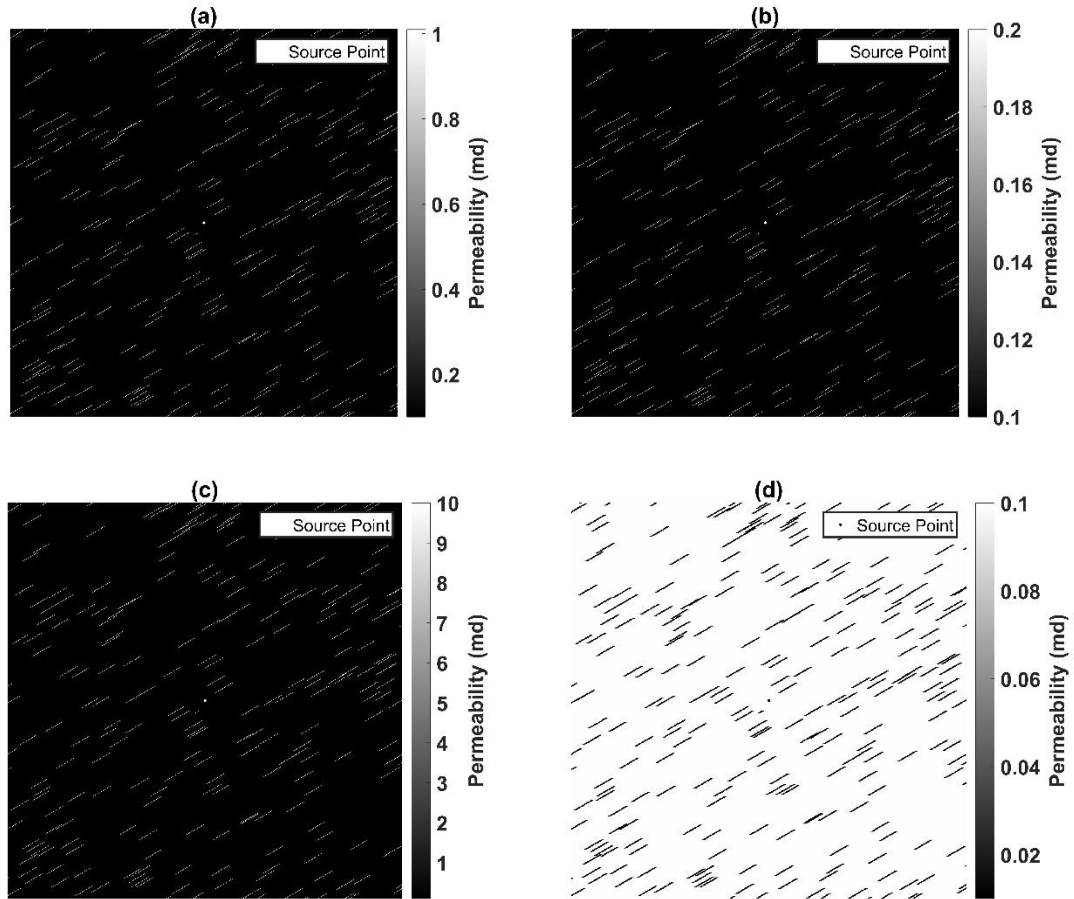 (a)
Source Point
1
0.8
0.6
0.4
0.2
Permeability (md)
(b)
Source Point
0.2
0.18
0.16
0.14
0.12
0.1
Permeability (md)
(c)
Source Point
10
9
8
7
6
5
4
3
2
1
Permeability (md)
(d)
Source Point
0.1
0.08
0.06
0.04
0.02
Permeability (md)